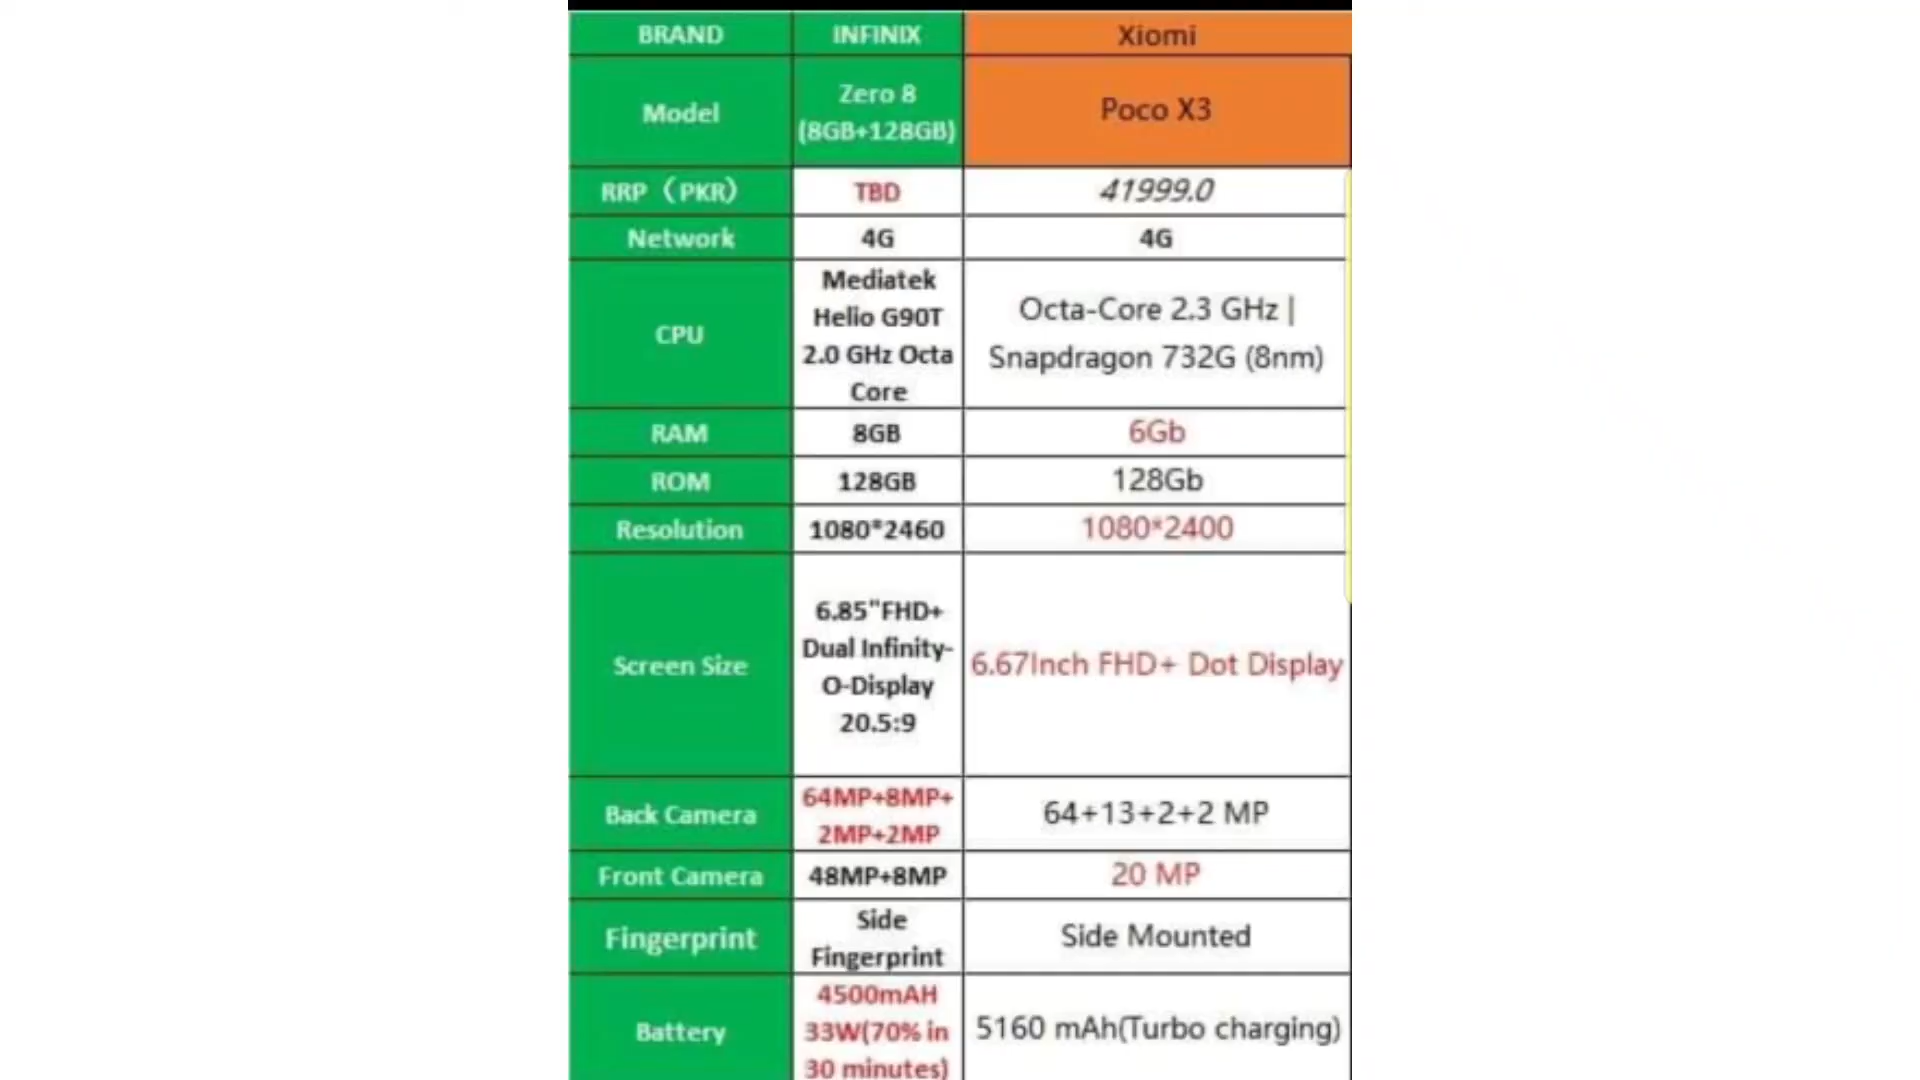 BRAND INFINIX Xiomi
Model Zero 8 (8GB+128GB) Poco X3
RRP（PKR） TBD 41999.0
Network 4G 4G
CPU Mediatek Helio G90T 2.0 GHz Octa Core Octa-Core 2.3 GHz | Snapdragon 732G (8nm)
RAM 8GB 6Gb
ROM 128GB 128Gb
Resolution 1080*2460 1080*2400
Screen Size 6.85"FHD+ Dual Infinity-O-Display 20.5:9 6.67Inch FHD+ Dot Display
Back Camera 64MP+8MP+2MP+2MP 64+13+2+2 MP
Front Camera 48MP+8MP 20 MP
Fingerprint Side Fingerprint Side Mounted
Battery 4500mAH 33W(70% in 30 minutes) 5160 mAh(Turbo charging)